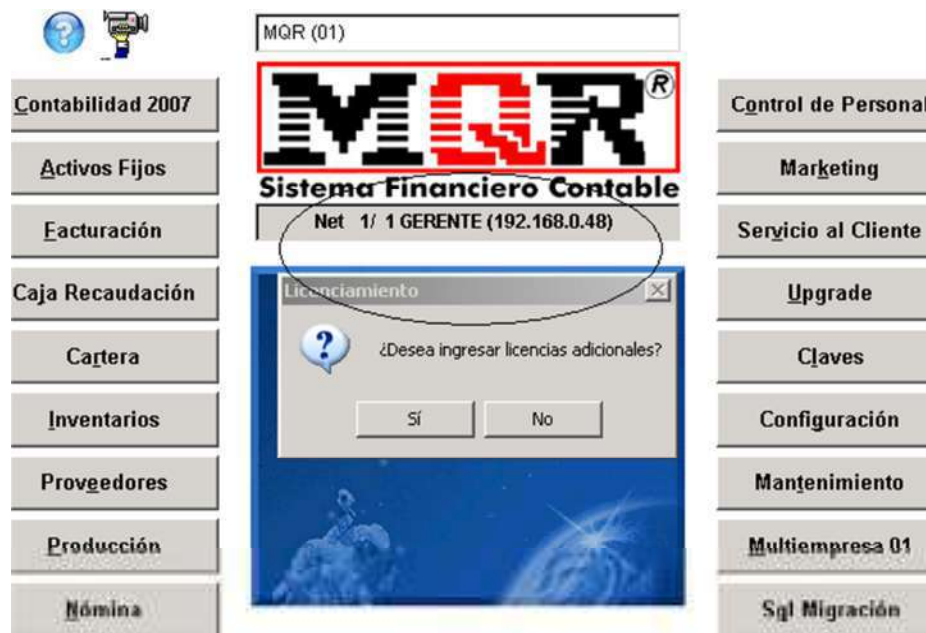 MQR (01)
Contabilidad 2007
Activos Fijos
Facturación
Caja Recaudación
Cartera
Inventarios
Proveedores
Producción
Nómina
MQR®
Sistema Financiero Contable
Net 1/ 1 GERENTE (192.168.0.48)
Licenciamiento
¿Desea ingresar licencias adicionales?
Sí
No
Control de Personal
Marketing
Servicio al Cliente
Upgrade
Claves
Configuración
Mantenimiento
Multiempresa 01
Sql Migración